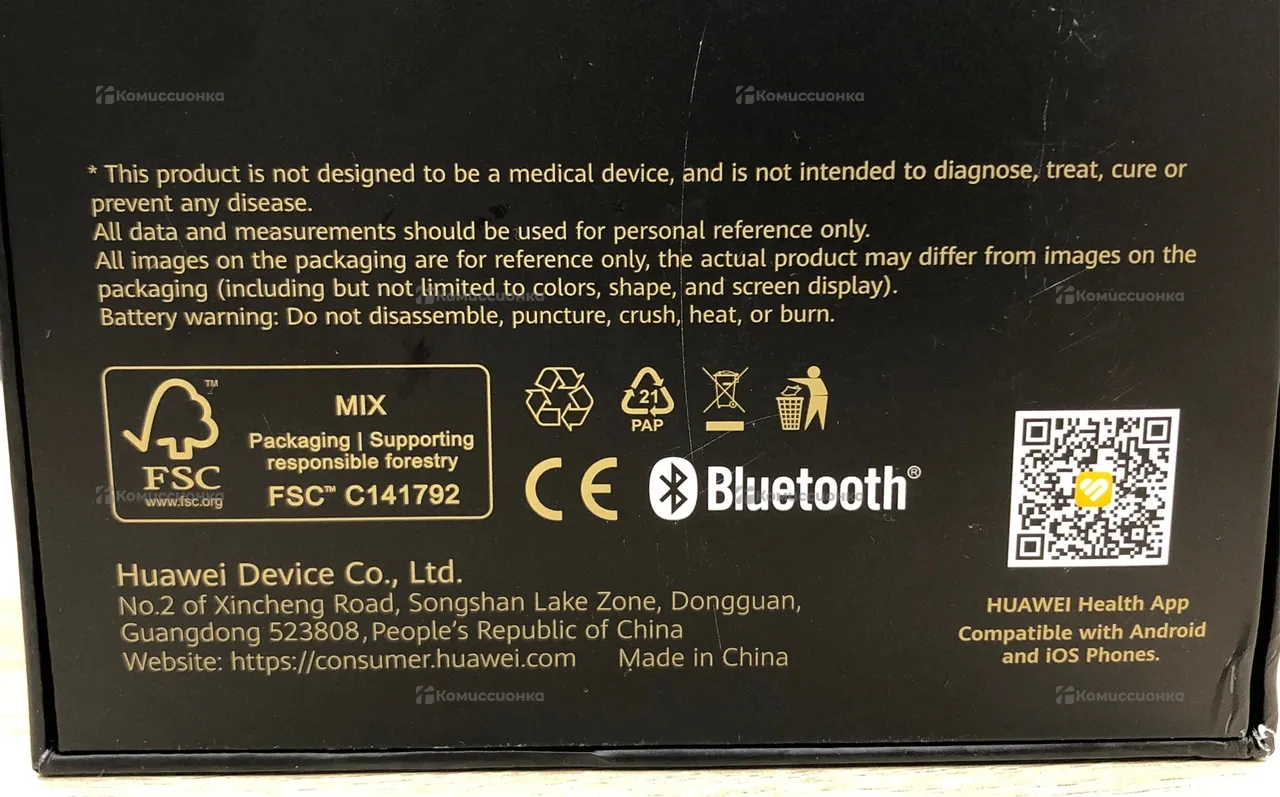 Комиссионка Комиссионка
* This product is not designed to be a medical device, and is not intended to diagnose, treat, cure or
prevent any disease.
All data and measurements should be used for personal reference only.
All images on the packaging are for reference only, the actual product may differ from images on the
packaging (including but not limited to colors, shape, and screen display).
Комиссионка Комиссионка
Battery warning: Do not disassemble, puncture, crush, heat, or burn.
TM
MIX
Packaging | Supporting
responsible forestry
FSC
www.fsc.org
FSC™ C141792
Комиссионка Комиссионка
21
PAP
CE Bluetooth®
Huawei Device Co., Ltd.
No.2 of Xincheng Road, Songshan Lake Zone, Dongguan,
Guangdong 523808, People's Republic of China
Website: https://consumer.huawei.com Made in China
HUAWEI Health App
Compatible with Android
and iOS Phones.
Комиссионка Комиссионка